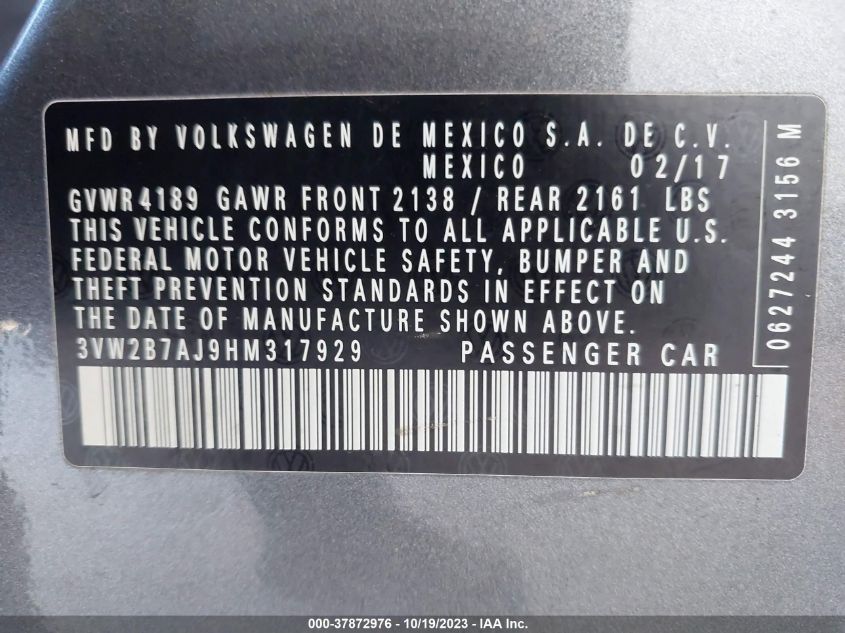 MFD BY VOLKSWAGEN DE MEXICO S.A. DE C.V.
MEXICO 02/17
GVWR 4189 GAWR FRONT 2138 / REAR 2161 LBS
THIS VEHICLE CONFORMS TO ALL APPLICABLE U.S.
FEDERAL MOTOR VEHICLE SAFETY, BUMPER AND
THEFT PREVENTION STANDARDS IN EFFECT ON
THE DATE OF MANUFACTURE SHOWN ABOVE.
3VW2B7AJ9HM317929 PASSENGER CAR
0627244 3156 M
000-37872976 - 10/19/2023 - IAA Inc.